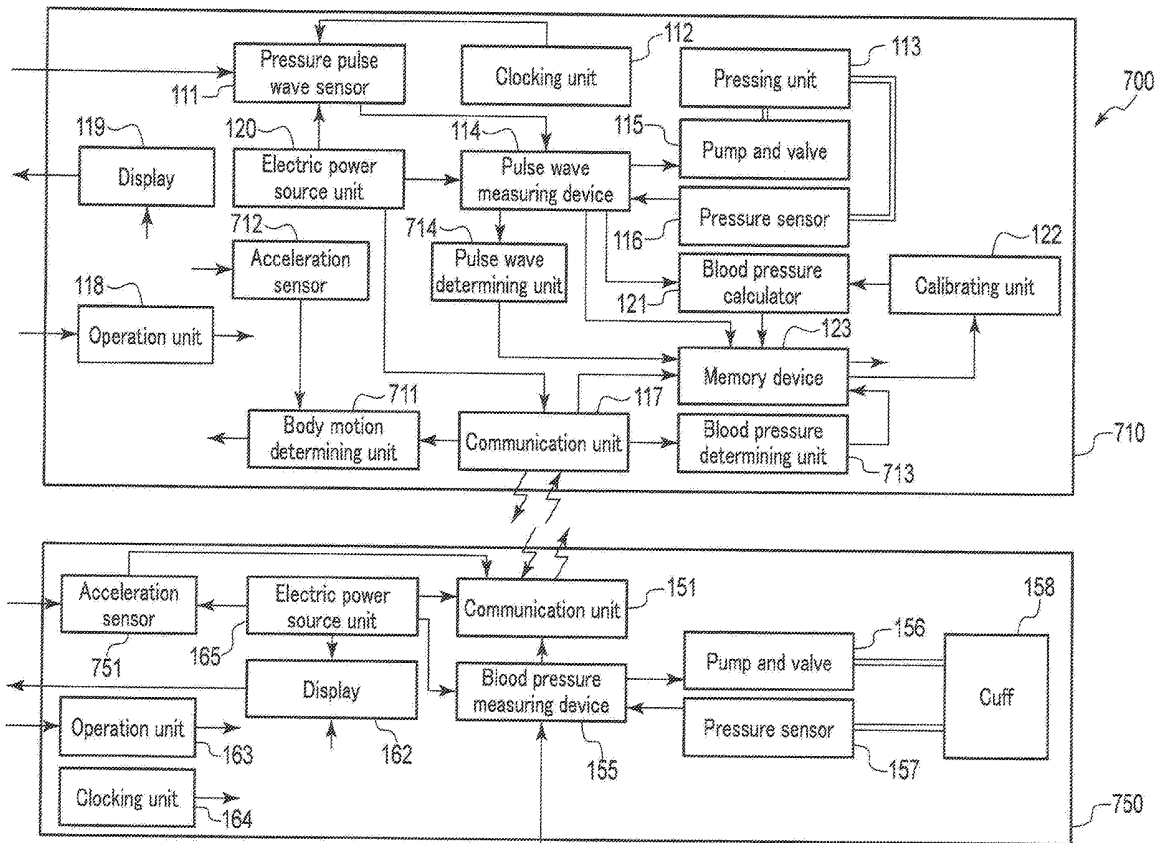 112
113
Pressure pulse
wave sensor
111
Clocking unit
Pressing unit
700
119
120
114
115
Display
Electric power
source unit
Pulse wave
measuring device
Pump and valve
712
714
Pressure sensor
116
122
118
Acceleration
sensor
Pulse wave
determining unit
Blood pressure
calculator
121
Calibrating unit
Operation unit
123
Memory device
711
117
Body motion
determining unit
Communication unit
Blood pressure
determining unit
713
710
Acceleration
sensor
751
Electric power
source unit
165
Communication unit
151
158
156
Display
Blood pressure
measuring device
Pump and valve
Cuff
Operation unit
163
162
155
Pressure sensor
157
Clocking unit
164
750